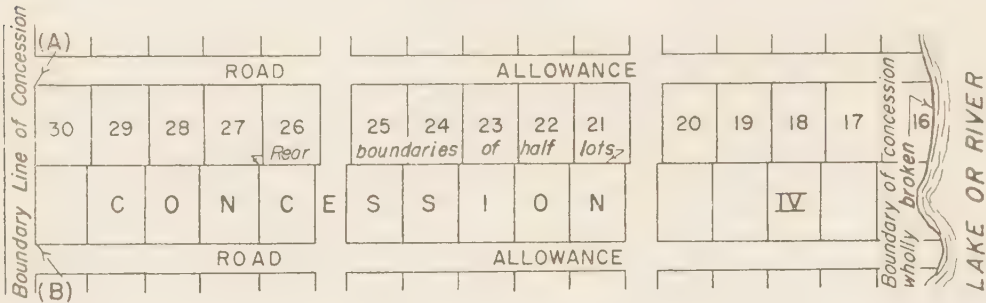 Boundary Line of Concession
(A)
ROAD ALLOWANCE
30 29 28 27 26 25 24 23 22 21 20 19 18 17 16
Rear boundaries of half lots
CONCESSION IV
ROAD ALLOWANCE
(B)
Boundary of concession
wholly broken
LAKE OR RIVER